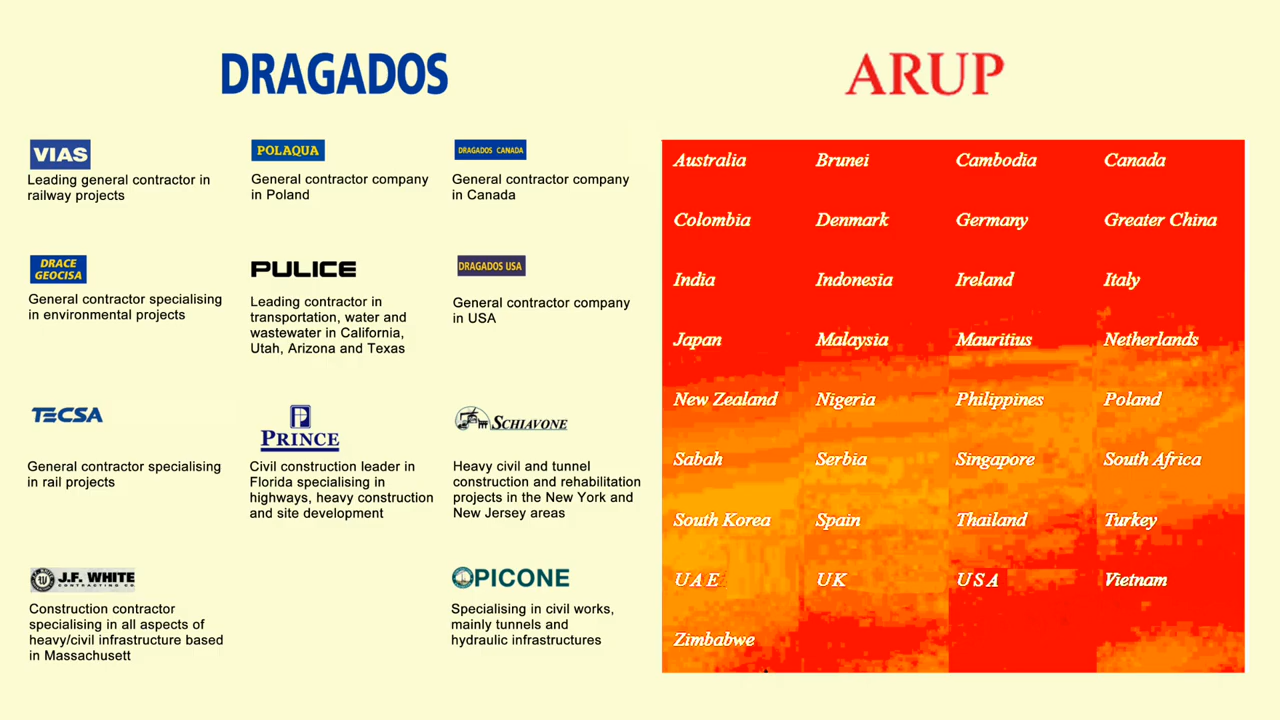 DRAGADOS
VIAS
Leading general contractor in
railway projects
POLAQUA
General contractor company
in Poland
DRAGADOS CANADA
General contractor company
in Canada
DRACE
GEOCISA
General contractor specialising
in environmental projects
PULICE
Leading contractor in
transportation, water and
wastewater in California,
Utah, Arizona and Texas
DRAGADOS USA
General contractor company
in USA
TECSA
General contractor specialising
in rail projects
PRINCE
Civil construction leader in
Florida specialising in
highways, heavy construction
and site development
SCHIAVONE
Heavy civil and tunnel
construction and rehabilitation
projects in the New York and
New Jersey areas
J.F. WHITE
CONTRACTING CO
Construction contractor
specialising in all aspects of
heavy/civil infrastructure based
in Massachusett
PICONE
Specialising in civil works,
mainly tunnels and
hydraulic infrastructures
ARUP
Australia Brunei Cambodia Canada
Colombia Denmark Germany Greater China
India Indonesia Ireland Italy
Japan Malaysia Mauritius Netherlands
New Zealand Nigeria Philippines Poland
Sabah Serbia Singapore South Africa
South Korea Spain Thailand Turkey
UAE UK USA Vietnam
Zimbabwe